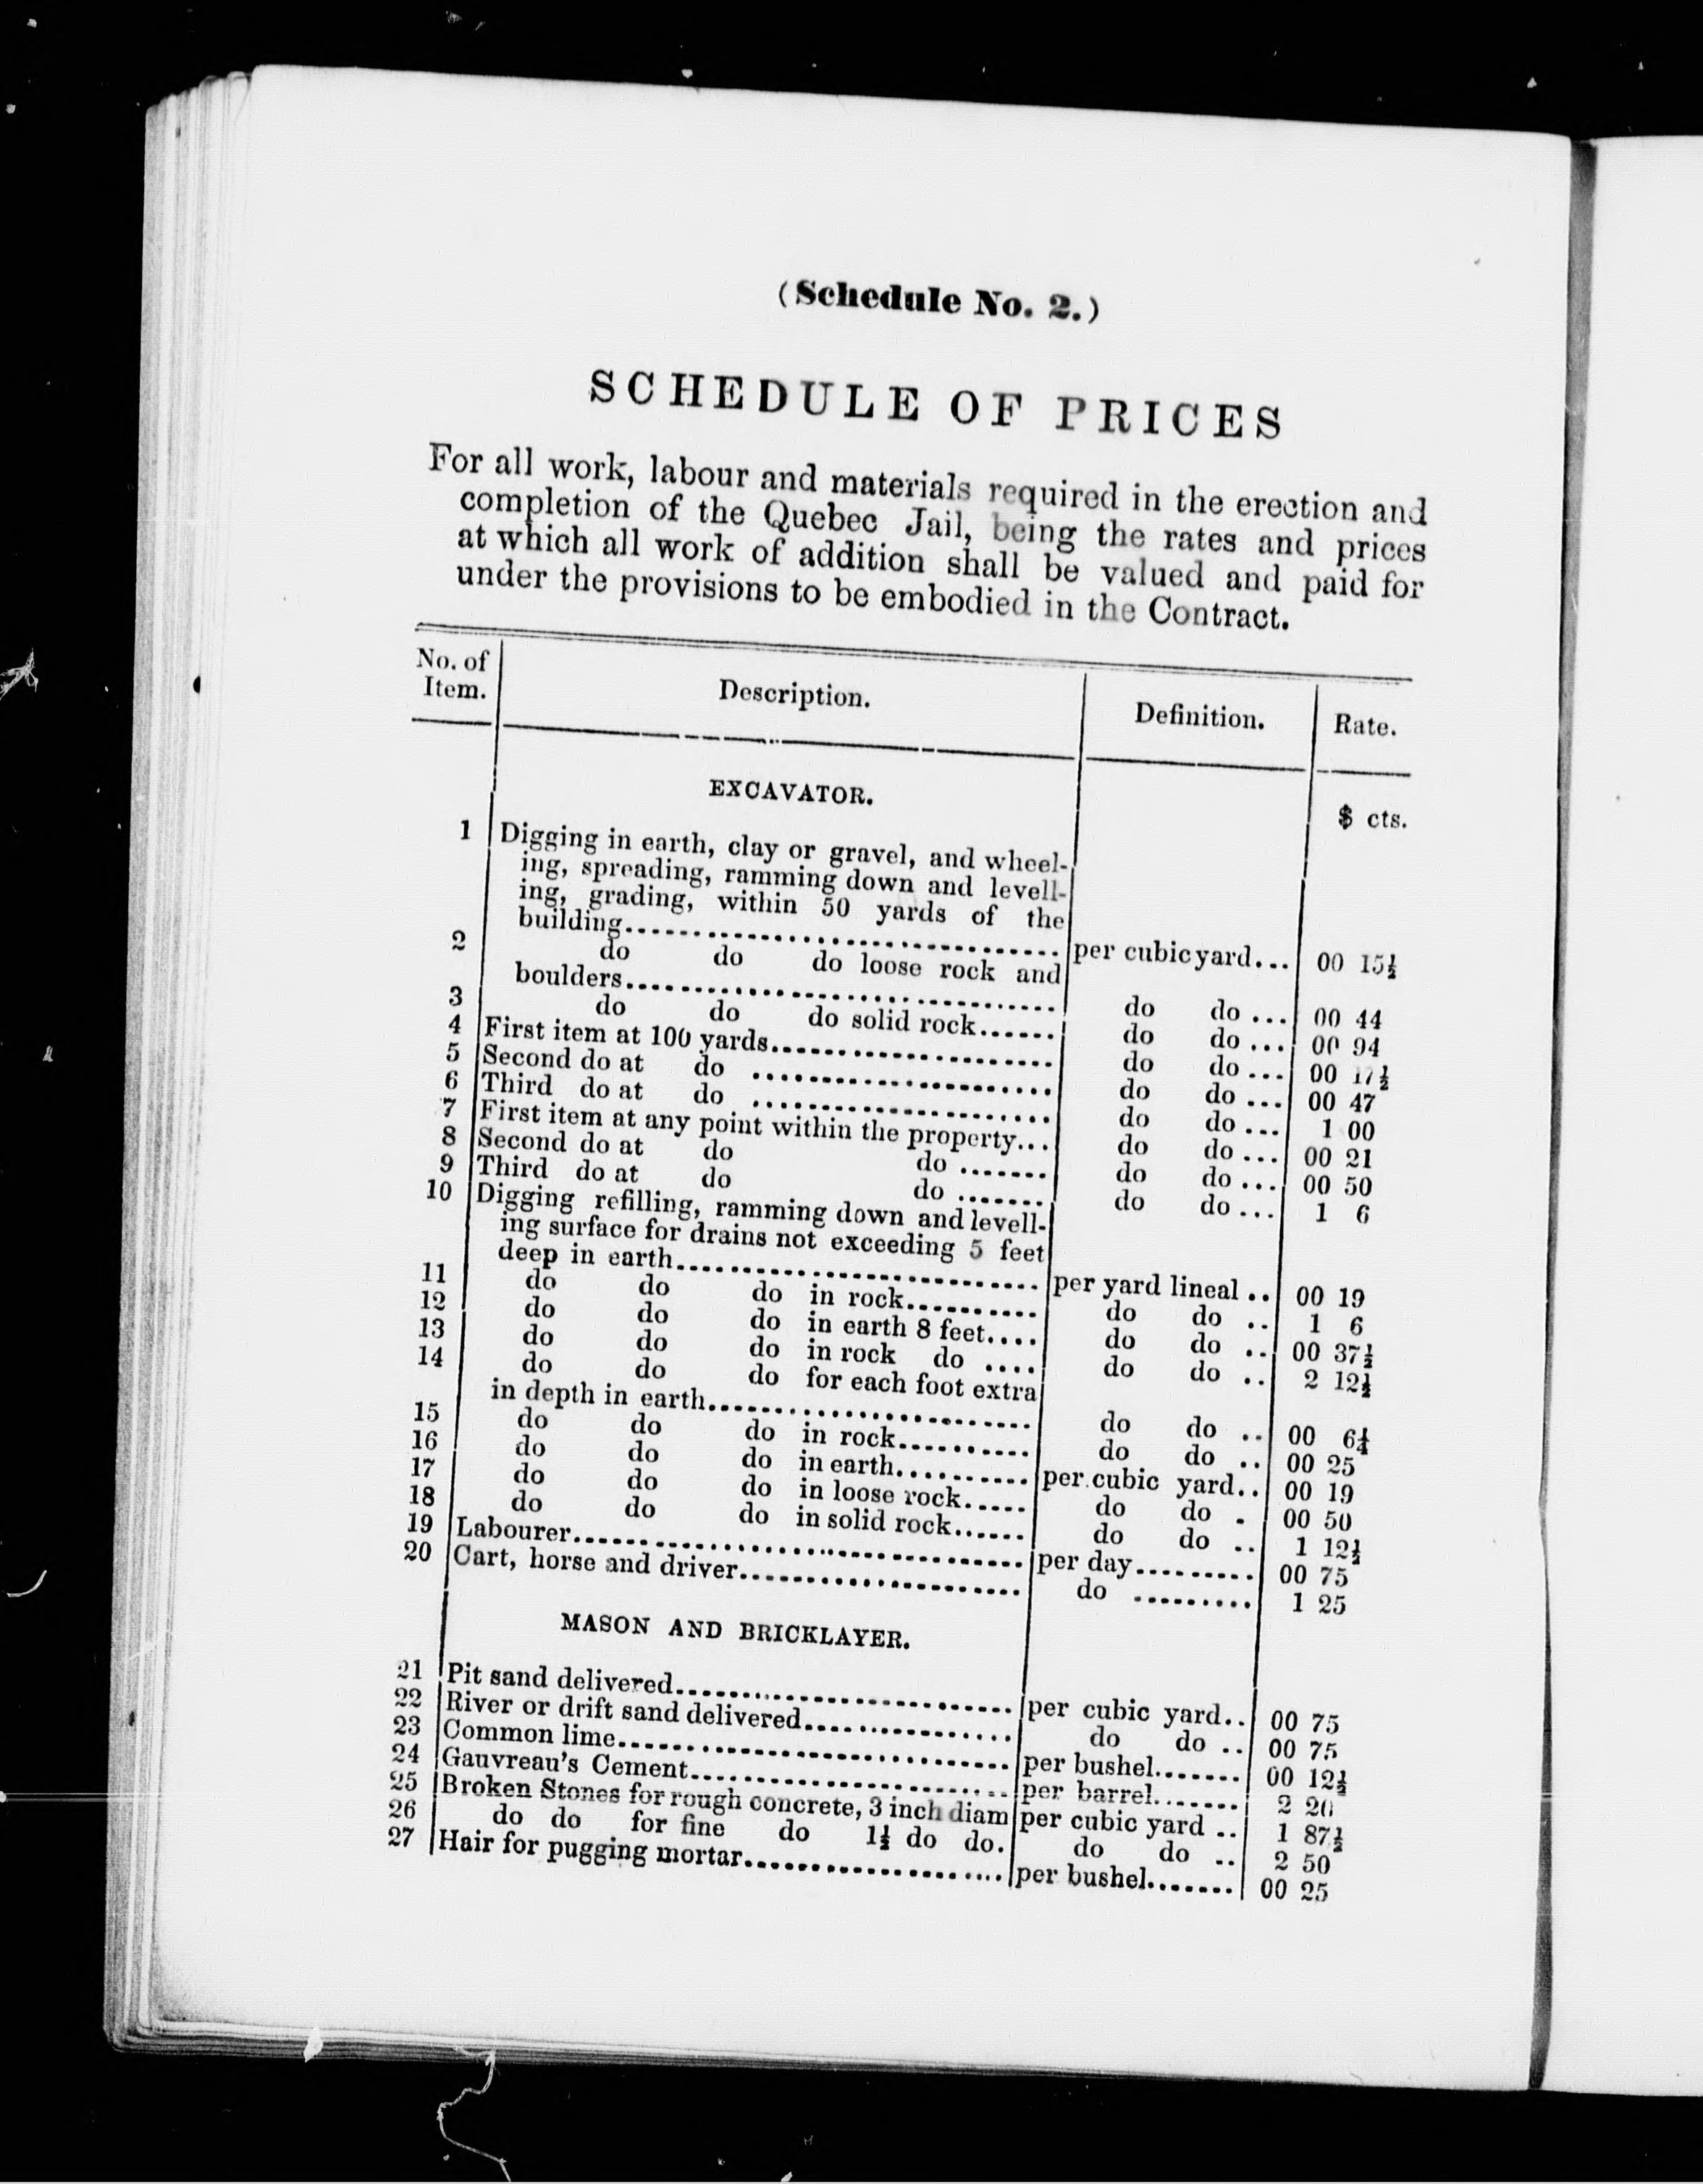 (Schedule No. 2.)
SCHEDULE OF PRICES
For all work, labour and materials required in the erection and
completion of the Quebec Jail, being the rates and prices
at which all work of addition shall be valued and paid for
under the provisions to be embodied in the Contract.
No. of Item. Description. Definition. Rate.
EXCAVATOR. $ cts.
1 Digging in earth, clay or gravel, and wheel-
ing, spreading, ramming down and levell-
ing, grading, within 50 yards of the
building.......... per cubic yard... 00 15½
2 do do do loose rock and
boulders.......... do do ... 00 44
3 do do do solid rock...... do do ... 00 94
4 First item at 100 yards.......... do do ... 00 17½
5 Second do at do .......... do do ... 00 47
6 Third do at do .......... do do ... 1 00
7 First item at any point within the property... do do ... 00 21
8 Second do at do do ....... do do ... 00 50
9 Third do at do do ....... do do ... 1 6
10 Digging refilling, ramming down and levell-
ing surface for drains not exceeding 5 feet
deep in earth.......... per yard lineal .. 00 19
11 do do do in rock.......... do do .. 1 6
12 do do do in earth 8 feet.... do do .. 00 37½
13 do do do in rock do .... do do .. 2 12½
14 do do do for each foot extra
in depth in earth.......... do do .. 00 6¼
15 do do do in rock.......... do do .. 00 25
16 do do do in earth.......... per cubic yard.. 00 19
17 do do do in loose rock..... do do . 00 50
18 do do do in solid rock...... do do .. 1 12½
19 Labourer.......... per day......... 00 75
20 Cart, horse and driver.......... do ......... 1 25
MASON AND BRICKLAYER.
21 Pit sand delivered.......... per cubic yard.. 00 75
22 River or drift sand delivered.......... do do .. 00 75
23 Common lime.......... per bushel....... 00 12½
24 Gauvreau's Cement.......... per barrel....... 2 20
25 Broken Stones for rough concrete, 3 inch diam per cubic yard .. 1 87½
26 do do for fine do 1½ do do. do do .. 2 50
27 Hair for pugging mortar.......... per bushel....... 00 25